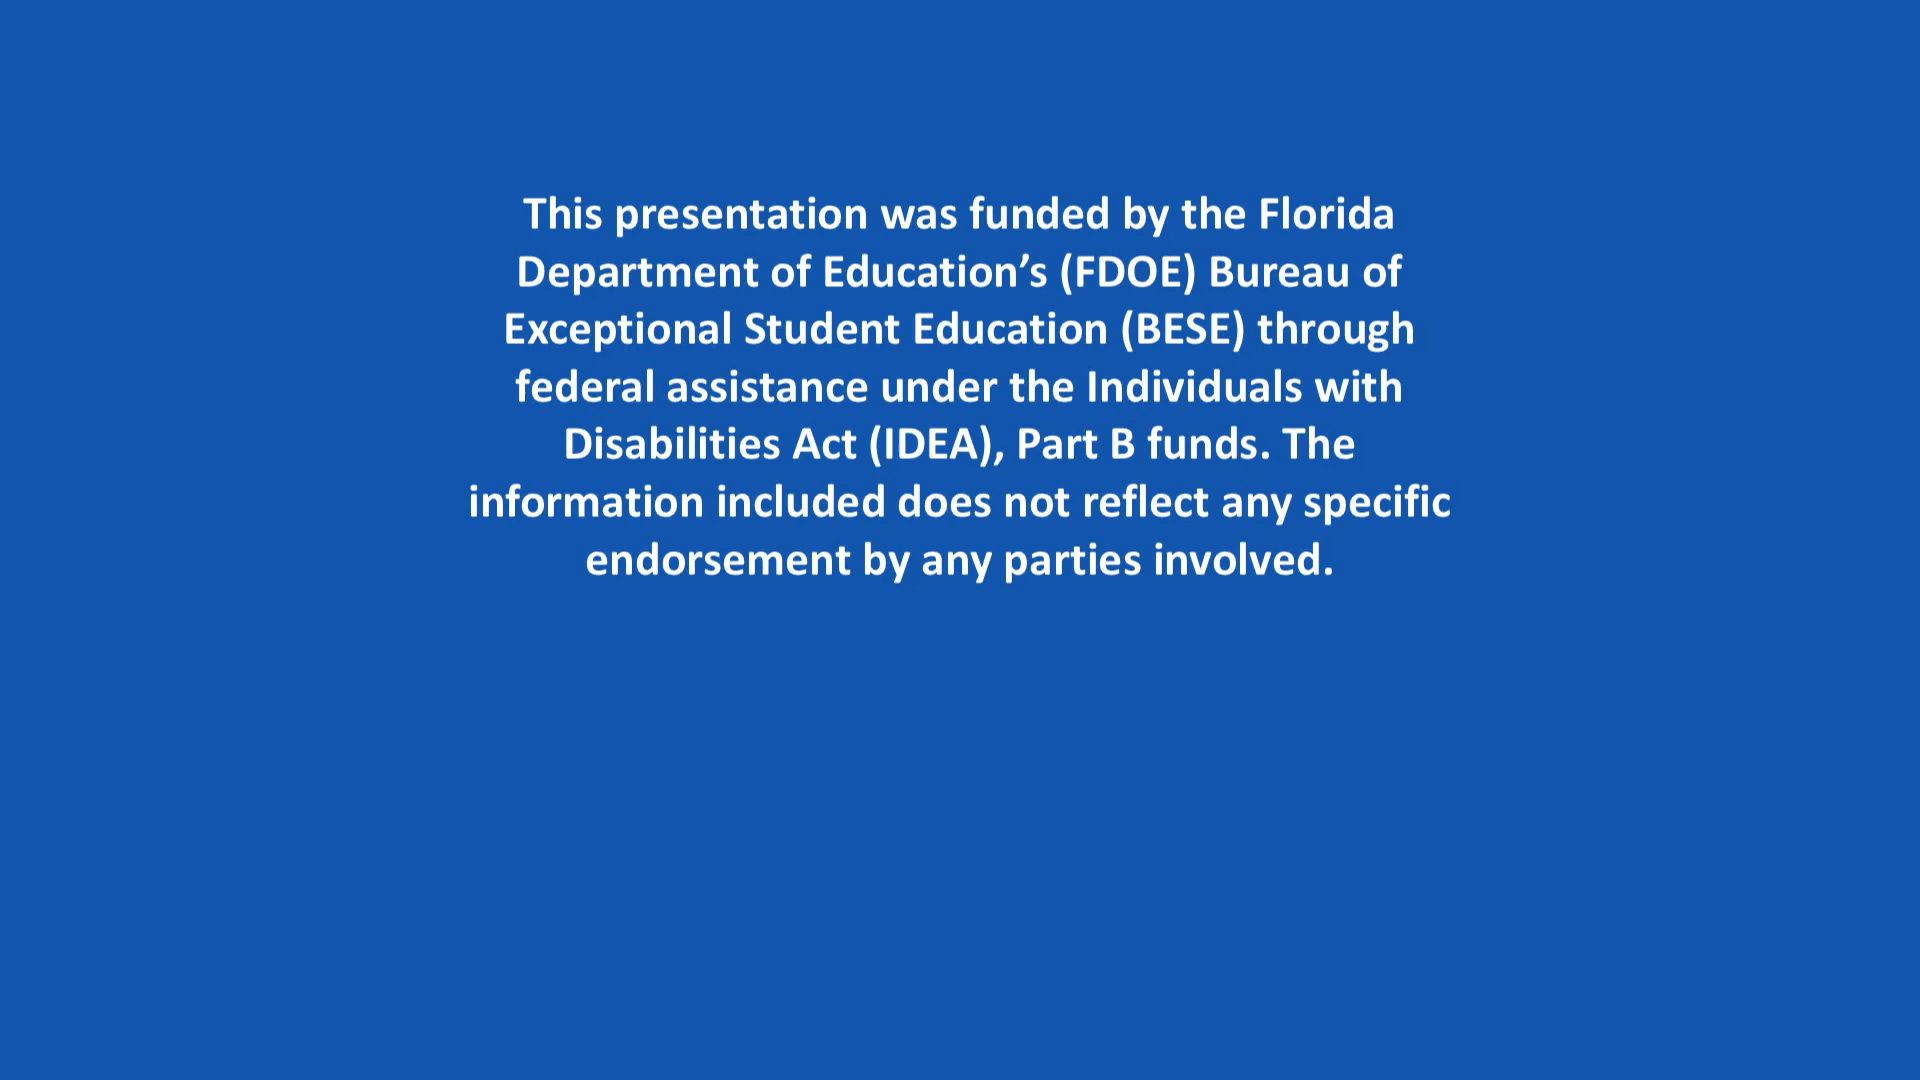 This presentation was funded by the Florida
Department of Education’s (FDOE) Bureau of
Exceptional Student Education (BESE) through
federal assistance under the Individuals with
Disabilities Act (IDEA), Part B funds. The
information included does not reflect any specific
endorsement by any parties involved.